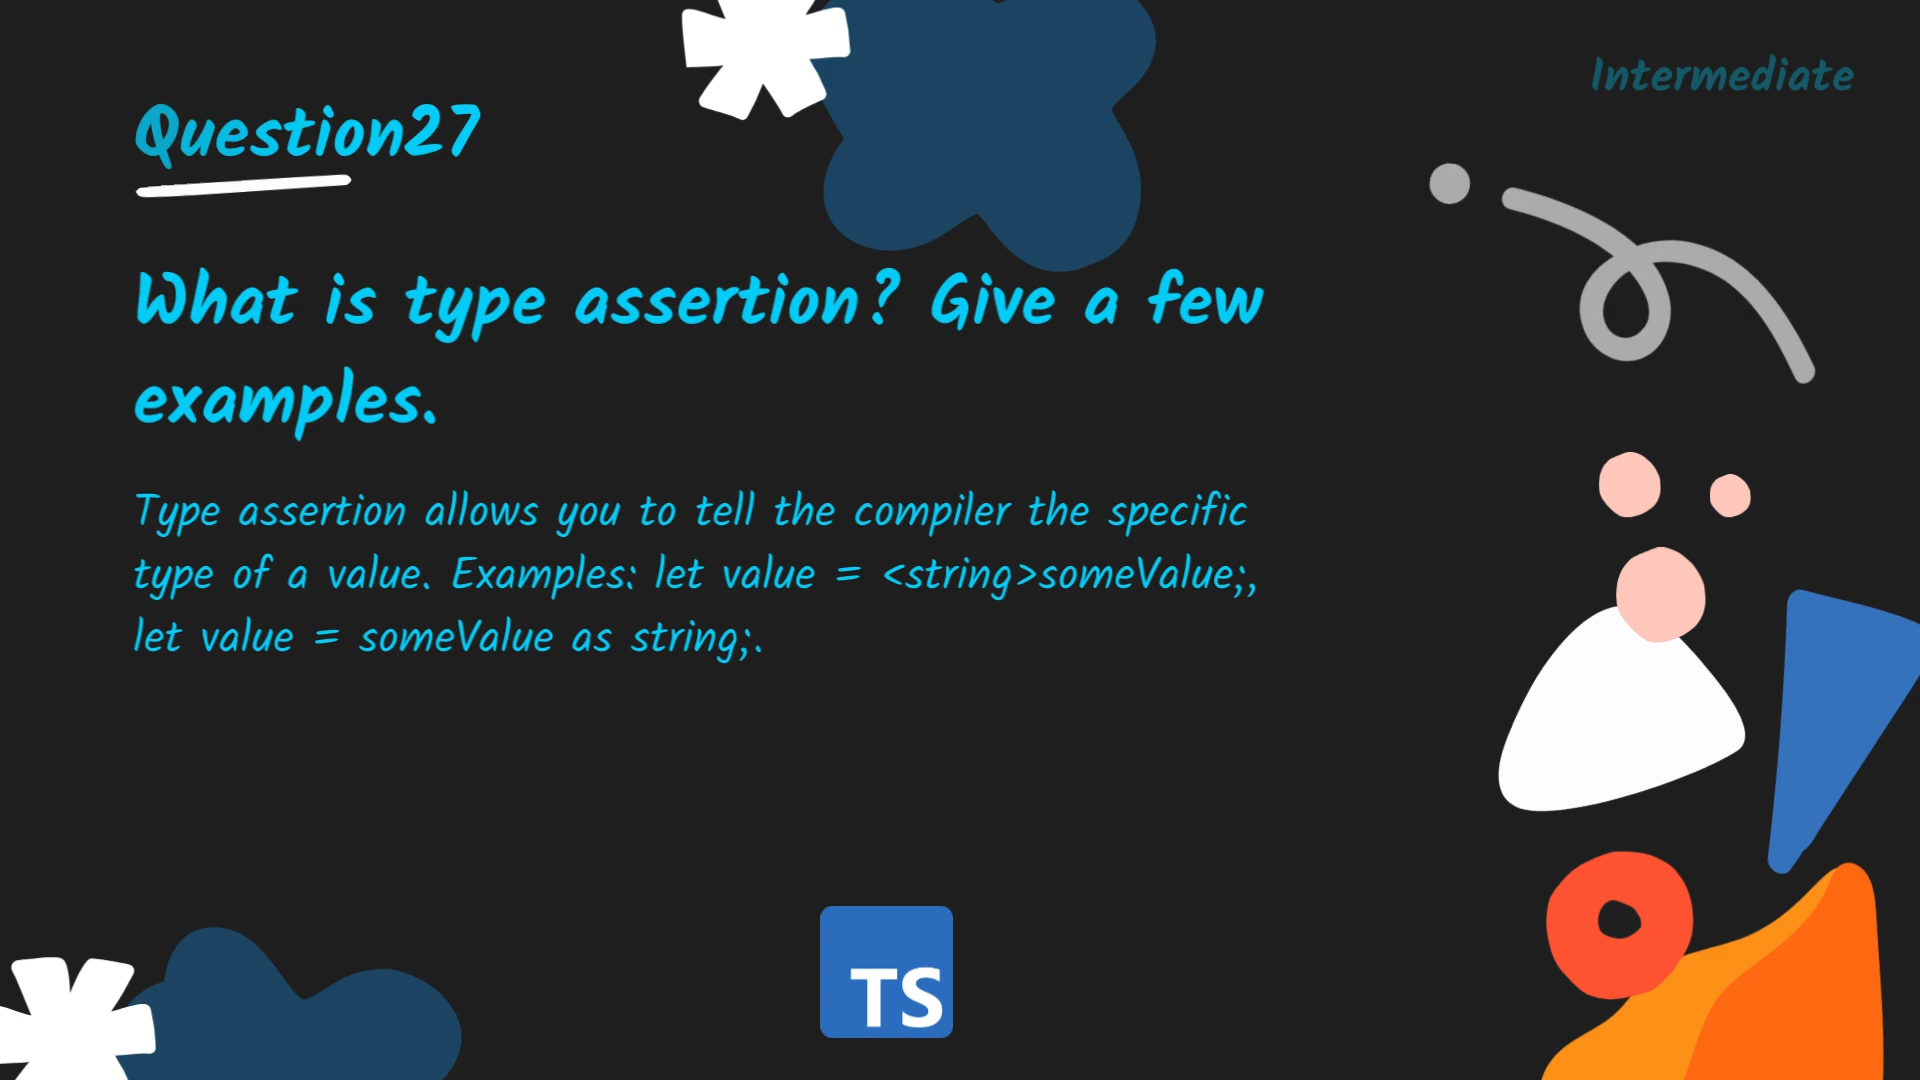 Intermediate
Question27
What is type assertion? Give a few
examples.
Type assertion allows you to tell the compiler the specific
type of a value. Examples: let value = <string>someValue;,
let value = someValue as string;.
TS